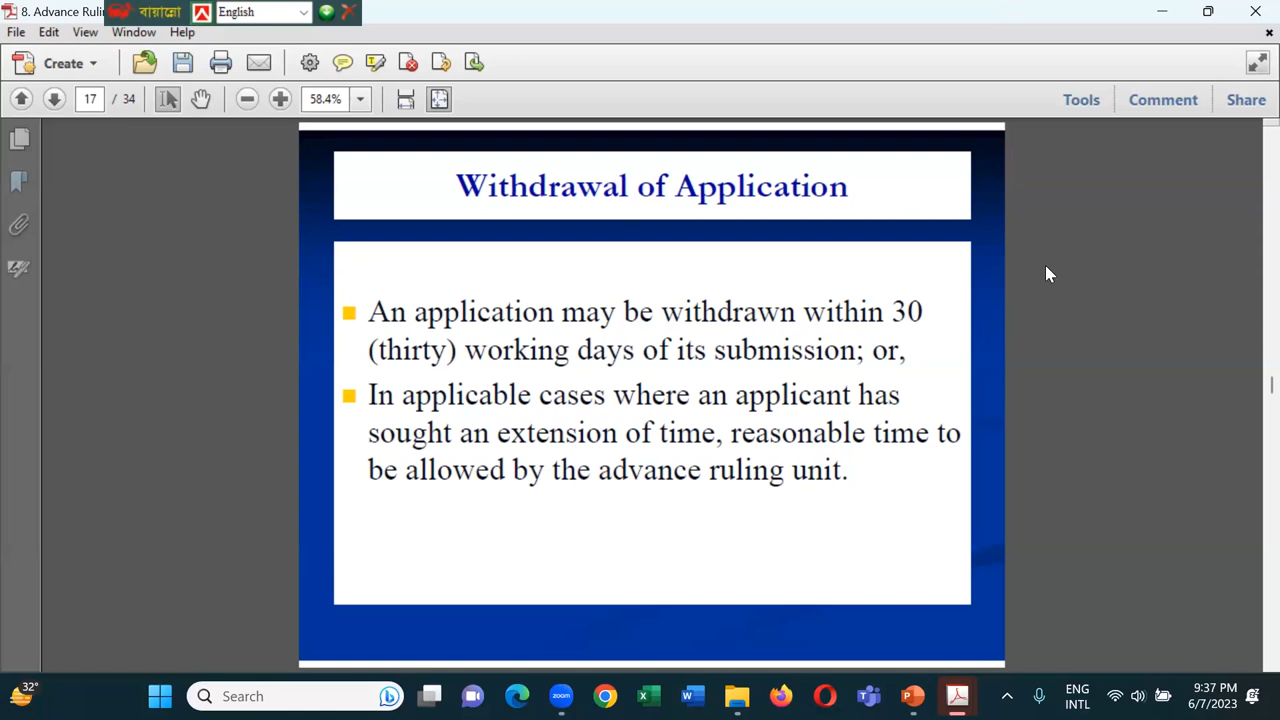 8. Advance Rulin
বায়ান্নো
English
File Edit View Window Help
Create
17 / 34
58.4%
Tools Comment Share
Withdrawal of Application
An application may be withdrawn within 30
(thirty) working days of its submission; or,
In applicable cases where an applicant has
sought an extension of time, reasonable time to
be allowed by the advance ruling unit.
32°
Search
zoom
ENG
INTL
9:37 PM
6/7/2023